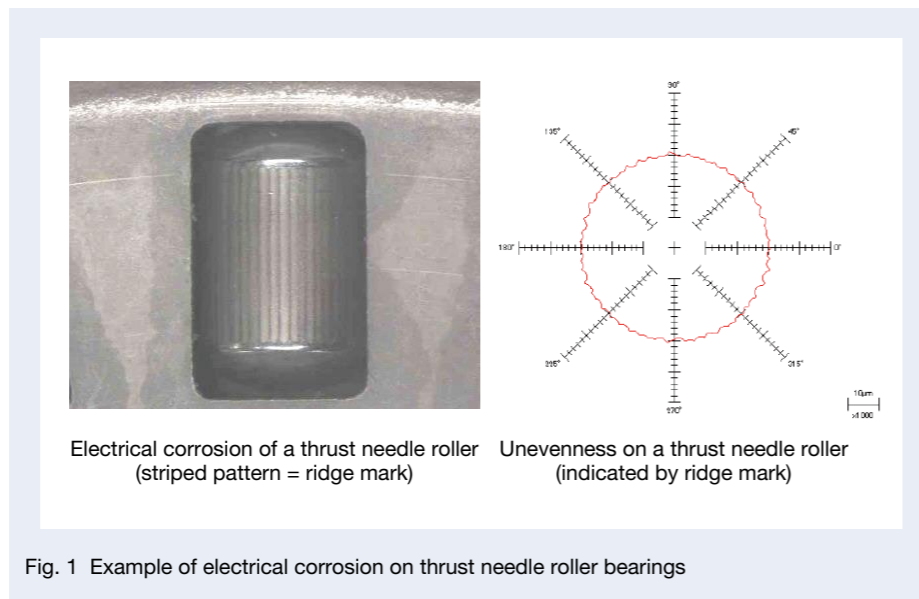 90°
135°
45°
180°
0°
225°
315°
270°
10μm
x1000
Electrical corrosion of a thrust needle roller
(striped pattern = ridge mark)
Unevenness on a thrust needle roller
(indicated by ridge mark)
Fig. 1 Example of electrical corrosion on thrust needle roller bearings